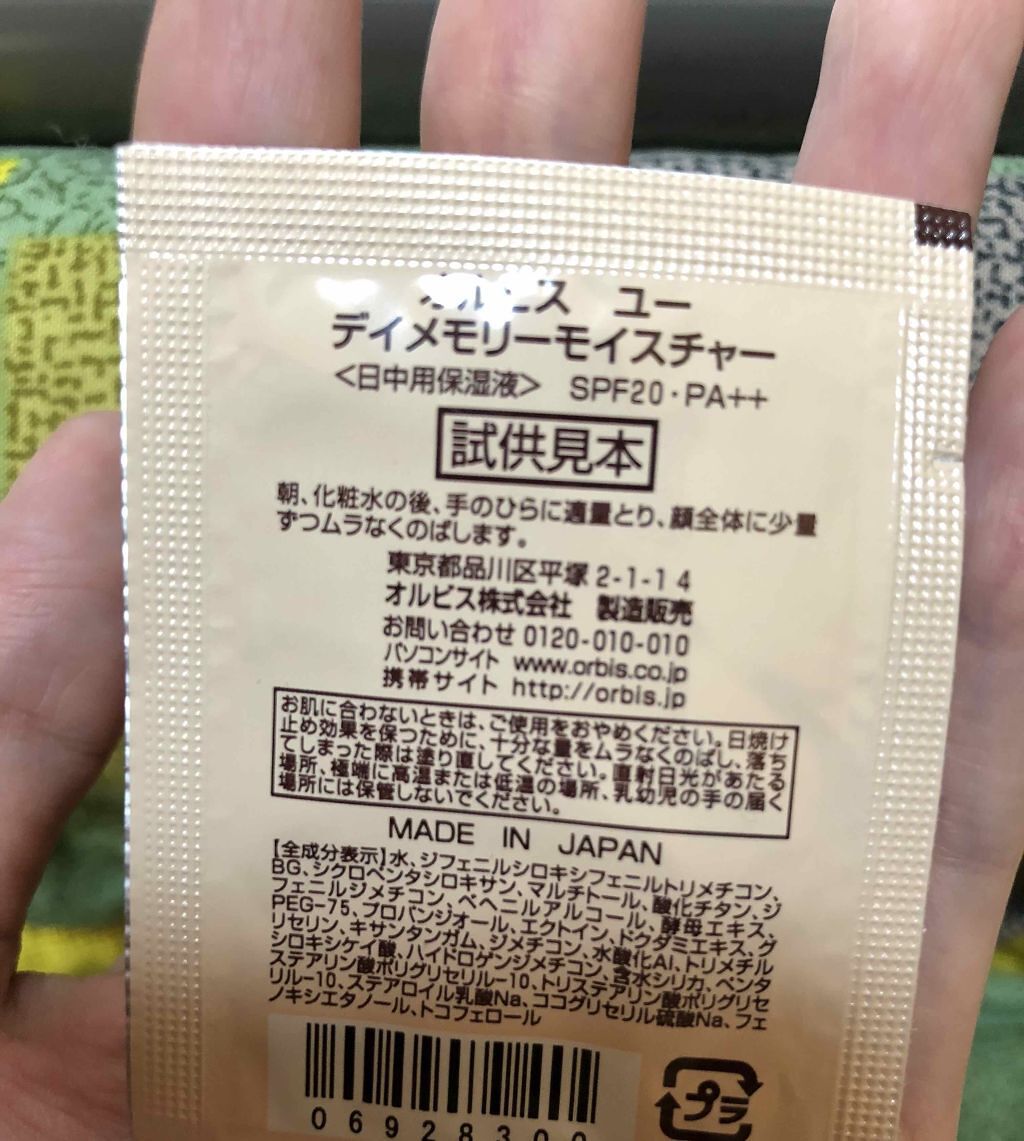 オルビス ユー
デイメモリーモイスチャー
<日中用保湿液> SPF20・PA++
試供見本
朝、化粧水の後、手のひらに適量とり、顔全体に少量
ずつムラなくのばします。
東京都品川区平塚 2-1-14
オルビス株式会社 製造販売
お問い合わせ 0120-010-010
パソコンサイト www.orbis.co.jp
携帯サイト http://orbis.jp
お肌に合わないときは、ご使用をおやめください。日焼け
止め効果を保つために、十分な量をムラなくのばし、落ち
てしまった際は塗り直してください。直射日光があたる
場所、極端に高温または低温の場所、乳幼児の手の届く
場所には保管しないでください。
MADE IN JAPAN
【全成分表示】水、ジフェニルシロキシフェニルトリメチコン、
BG、シクロペンタシロキサン、マルチトール、酸化チタン、ジ
フェニルジメチコン、ベヘニルアルコール、酵母エキス、
PEG-75、プロパンジオール、エクトイン、ドクダミエキス、グ
リセリン、キサンタンガム、ジメチコン、水酸化Al、トリメチル
シロキシケイ酸、ハイドロゲンジメチコン、含水シリカ、ペンタ
ステアリン酸ポリグリセリル-10、トリステアリン酸ポリグリセ
リル-10、ステアロイル乳酸Na、ココグリセリル硫酸Na、フェ
ノキシエタノール、トコフェロール
プラ
06928300